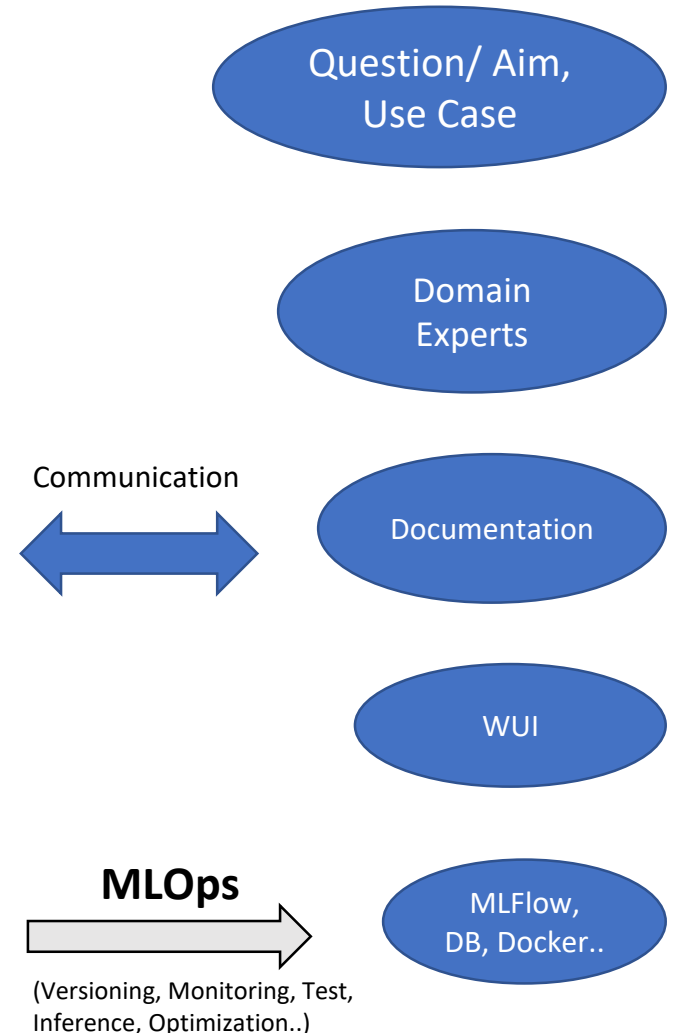 Question/ Aim,
Use Case
Domain
Experts
Communication
Documentation
WUI
MLOps
MLFlow,
DB, Docker..
(Versioning, Monitoring, Test,
Inference, Optimization..)